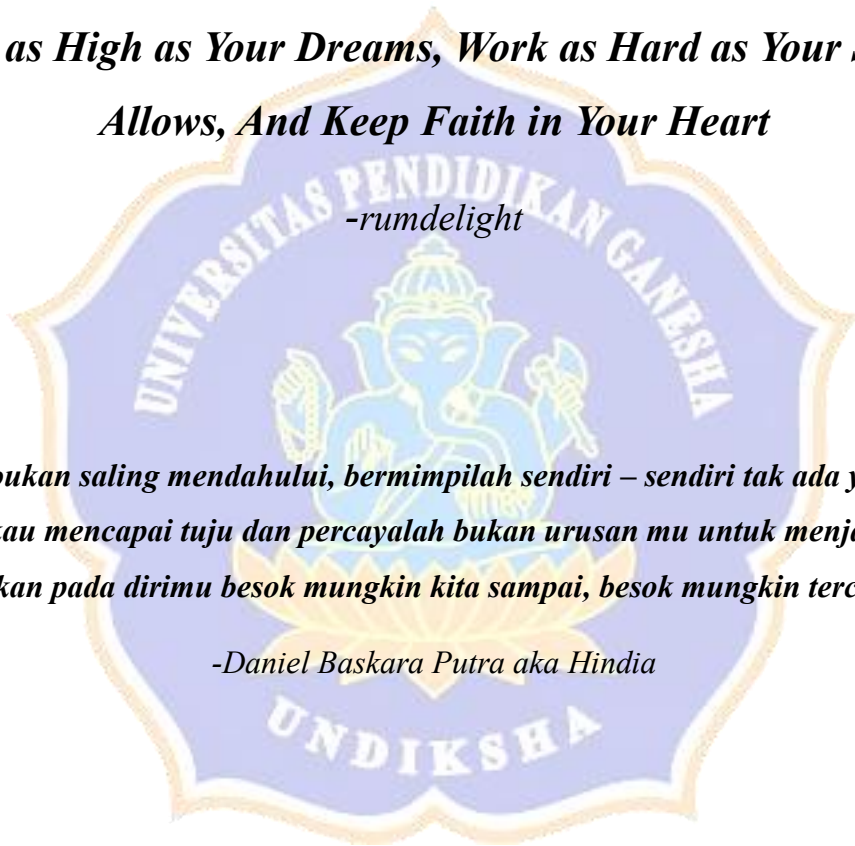 as High as Your Dreams, Work as Hard as Your
Allows, And Keep Faith in Your Heart
UNIVERSITAS PENDIDIKAN GANESHA
-rumdelight
bukan saling mendahului, bermimpilah sendiri – sendiri tak ada
kau mencapai tuju dan percayalah bukan urusan mu untuk
kan pada dirimu besok mungkin kita sampai, besok mungkin
-Daniel Baskara Putra aka Hindia
UNDIKSHA